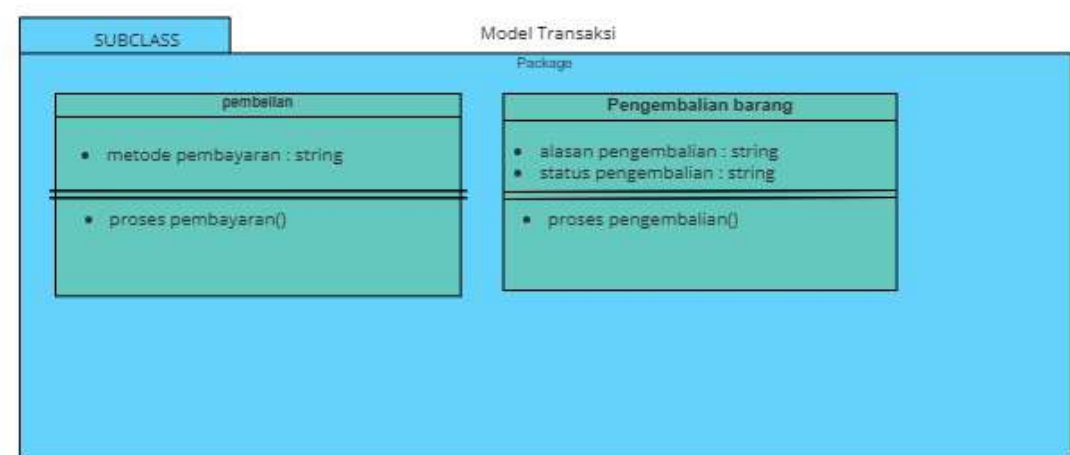 SUBCLASS
Model Transaksi
Package
pembelian
• metode pembayaran : string
• proses pembayaran()
Pengembalian barang
• alasan pengembalian : string
• status pengembalian : string
• proses pengembalian()